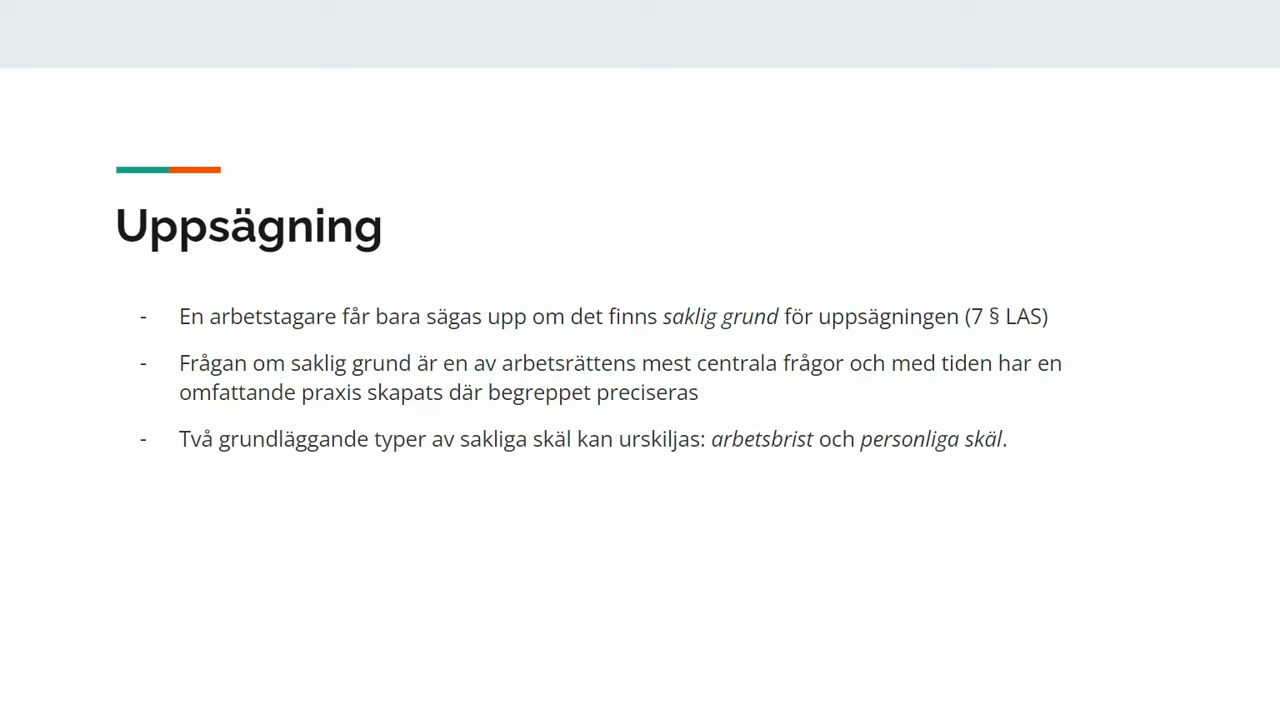 Uppsägning
- En arbetstagare får bara sägas upp om det finns saklig grund för uppsägningen (7 § LAS)
- Frågan om saklig grund är en av arbetsrättens mest centrala frågor och med tiden har en
omfattande praxis skapats där begreppet preciseras
- Två grundläggande typer av sakliga skäl kan urskiljas: arbetsbrist och personliga skäl.